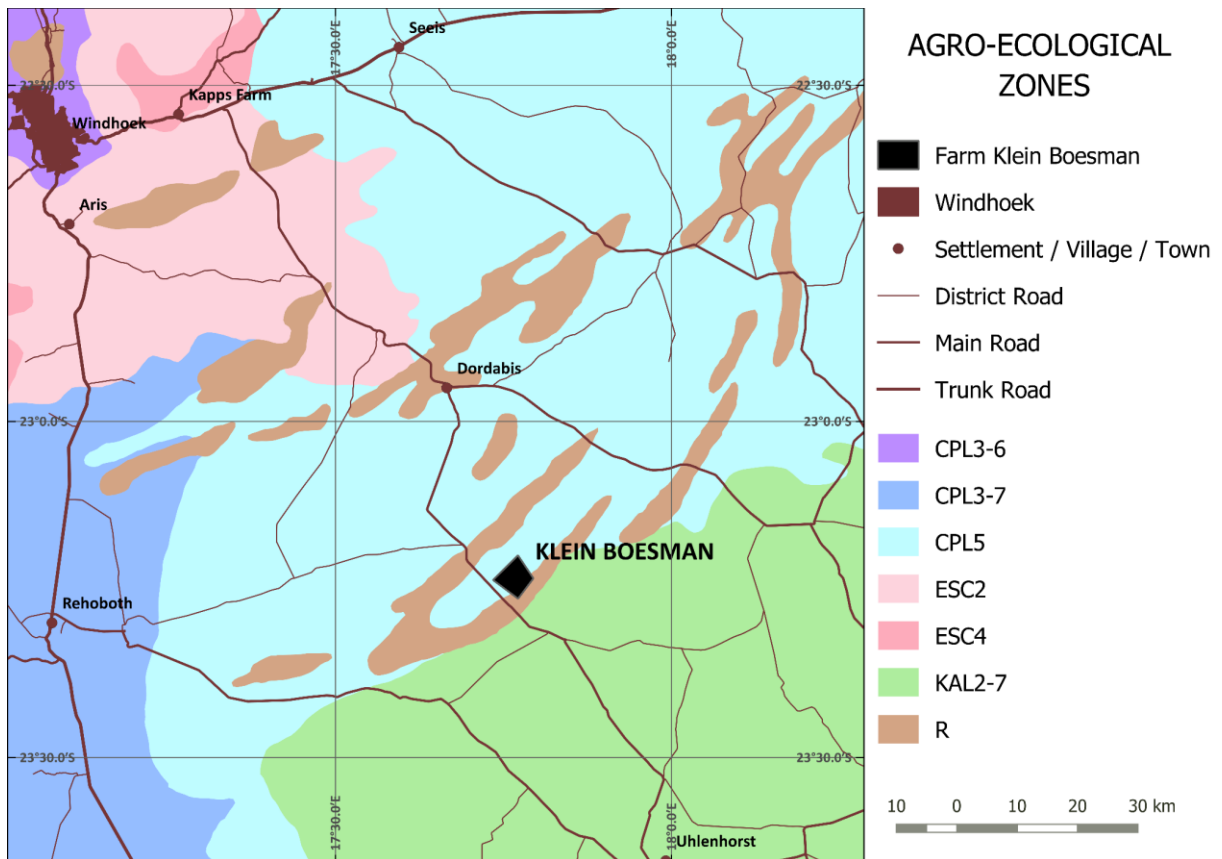 17°30.0'E
18°0.0'E
Seeis
22°30.0'S
22°30.0'S
Kapps Farm
Windhoek
Aris
Dordabis
23°0.0'S
23°0.0'S
KLEIN BOESMAN
Rehoboth
23°30.0'S
23°30.0'S
17°30.0'E
18°0.0'E
Uhlenhorst
AGRO-ECOLOGICAL
ZONES
Farm Klein Boesman
Windhoek
Settlement / Village / Town
District Road
Main Road
Trunk Road
CPL3-6
CPL3-7
CPL5
ESC2
ESC4
KAL2-7
R
10 0 10 20 30 km